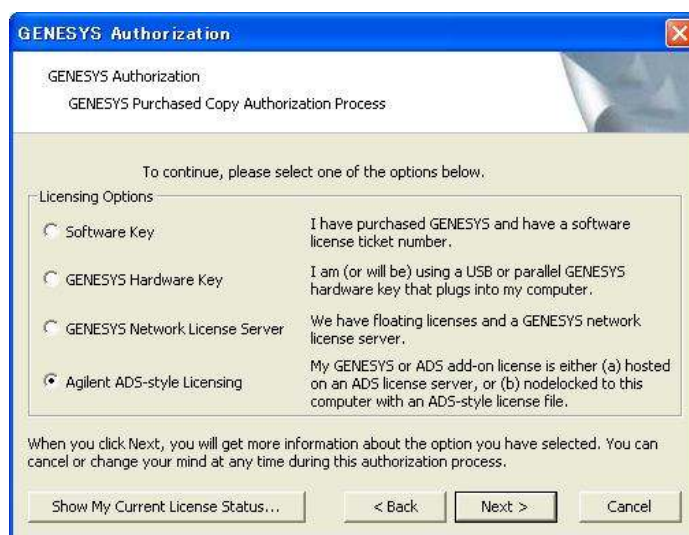 GENESYS Authorization
GENESYS Authorization
GENESYS Purchased Copy Authorization Process
To continue, please select one of the options below.
Licensing Options
Software Key
I have purchased GENESYS and have a software
license ticket number.
GENESYS Hardware Key
I am (or will be) using a USB or parallel GENESYS
hardware key that plugs into my computer.
GENESYS Network License Server
We have floating licenses and a GENESYS network
license server.
Agilent ADS-style Licensing
My GENESYS or ADS add-on license is either (a) hosted
on an ADS license server, or (b) nodelocked to this
computer with an ADS-style license file.
When you click Next, you will get more information about the option you have selected. You can
cancel or change your mind at any time during this authorization process.
Show My Current License Status...
< Back
Next >
Cancel